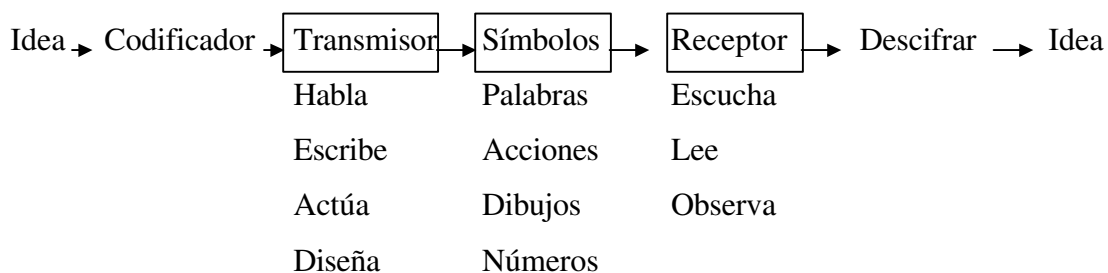 Idea Codificador Transmisor Símbolos Receptor Descifrar Idea
Habla Palabras Escucha
Escribe Acciones Lee
Actúa Dibujos Observa
Diseña Números